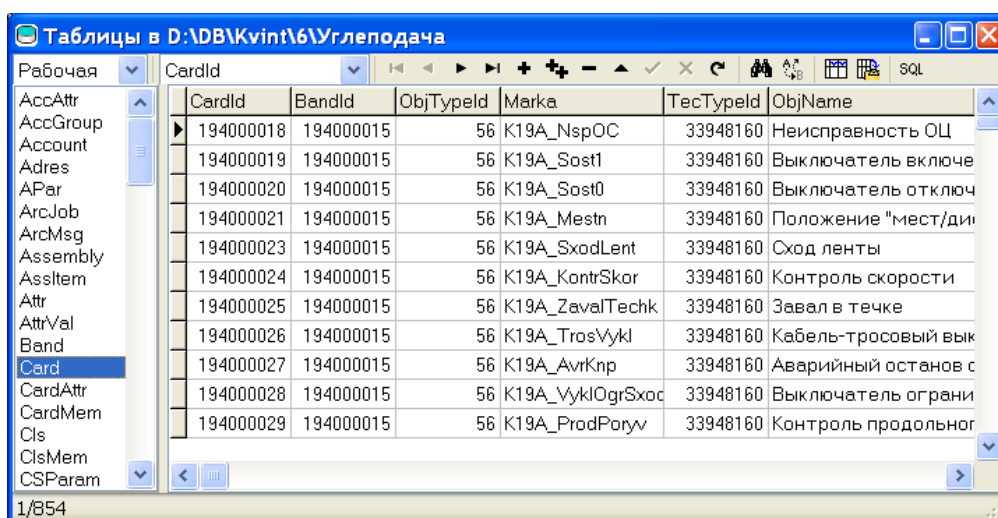 Таблицы в D:\DB\Kvint\6\Углеподача
Рабочая CardId SQL
AccAttr
AccGroup
Account
Adres
APar
ArcJob
ArcMsg
Assembly
AssItem
Attr
AttrVal
Band
Card
CardAttr
CardMem
Cls
ClsMem
CSParam
CardId BandId ObjTypeId Marka TecTypeId ObjName
194000018 194000015 56 K19A_NspOC 33948160 Неисправность ОЦ
194000019 194000015 56 K19A_Sost1 33948160 Выключатель включе
194000020 194000015 56 K19A_Sost0 33948160 Выключатель отключ
194000021 194000015 56 K19A_Mestn 33948160 Положение "мест/ди
194000023 194000015 56 K19A_SxodLent 33948160 Сход ленты
194000024 194000015 56 K19A_KontrSkor 33948160 Контроль скорости
194000025 194000015 56 K19A_ZavalTechk 33948160 Завал в течке
194000026 194000015 56 K19A_TrosVykl 33948160 Кабель-тросовый вык
194000027 194000015 56 K19A_AvrKnp 33948160 Аварийный останов с
194000028 194000015 56 K19A_VyklOgrSxod 33948160 Выключатель ограни
194000029 194000015 56 K19A_ProdPoryv 33948160 Контроль продольног
1/854